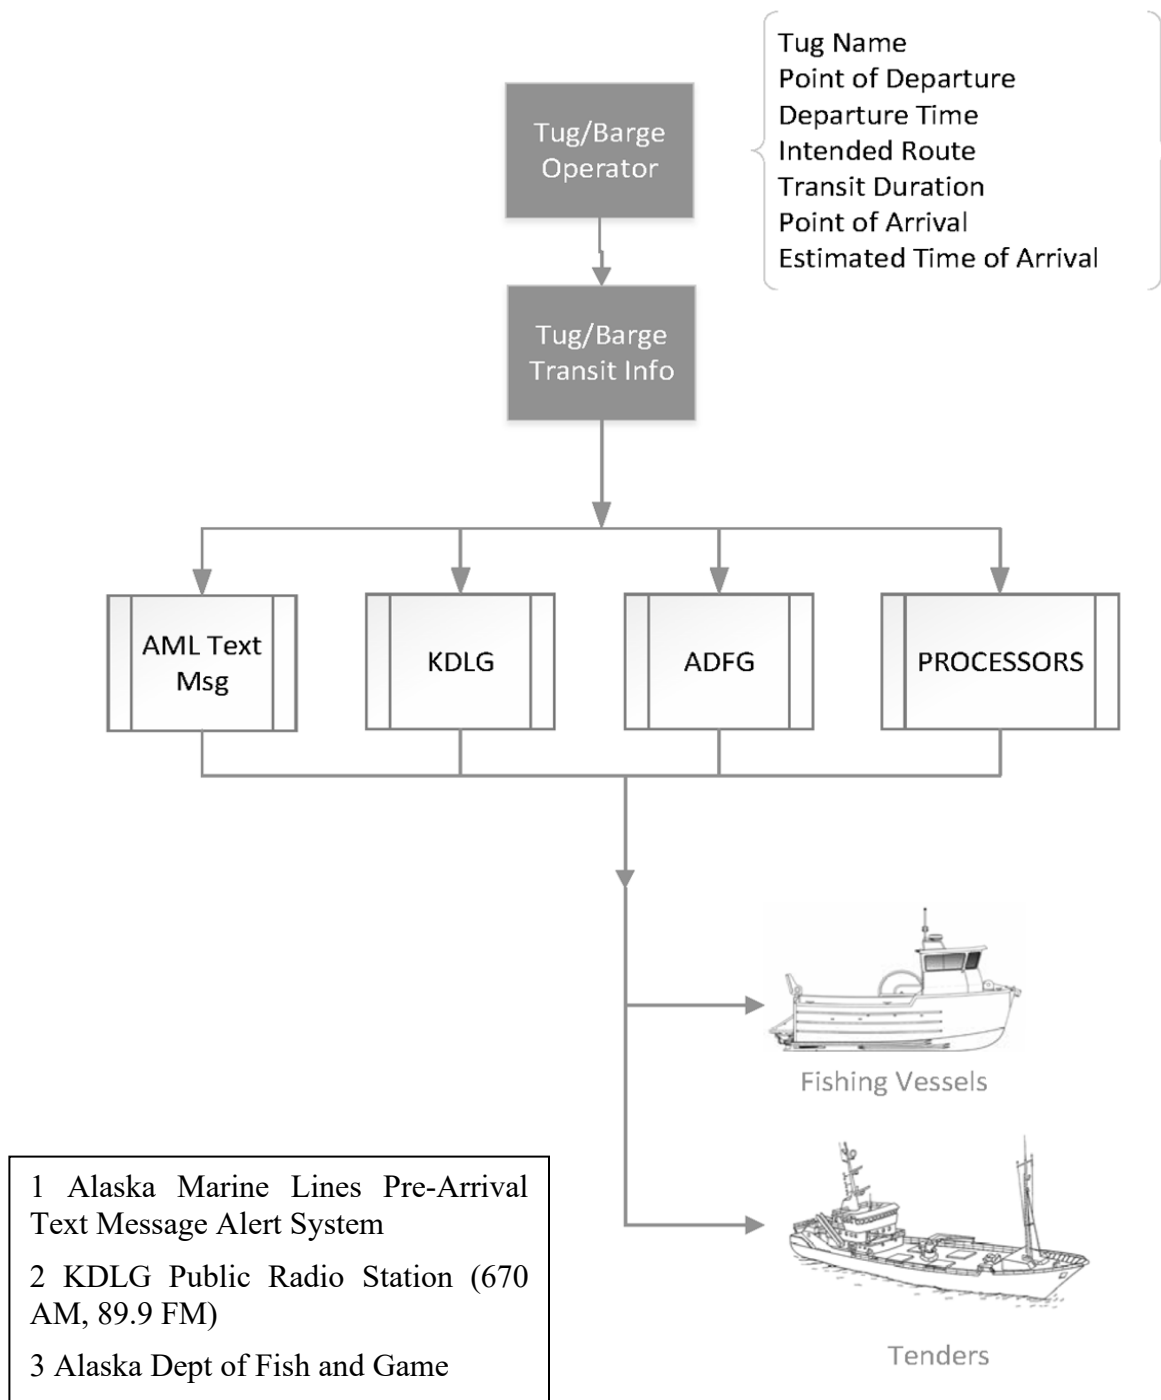 Tug Name
Point of Departure
Departure Time
Intended Route
Transit Duration
Point of Arrival
Estimated Time of Arrival
Tug/Barge
Operator
Tug/Barge
Transit Info
AML Text
Msg
KDLG
ADFG
PROCESSORS
Fishing Vessels
Tenders
1 Alaska Marine Lines Pre-Arrival
Text Message Alert System
2 KDLG Public Radio Station (670
AM, 89.9 FM)
3 Alaska Dept of Fish and Game